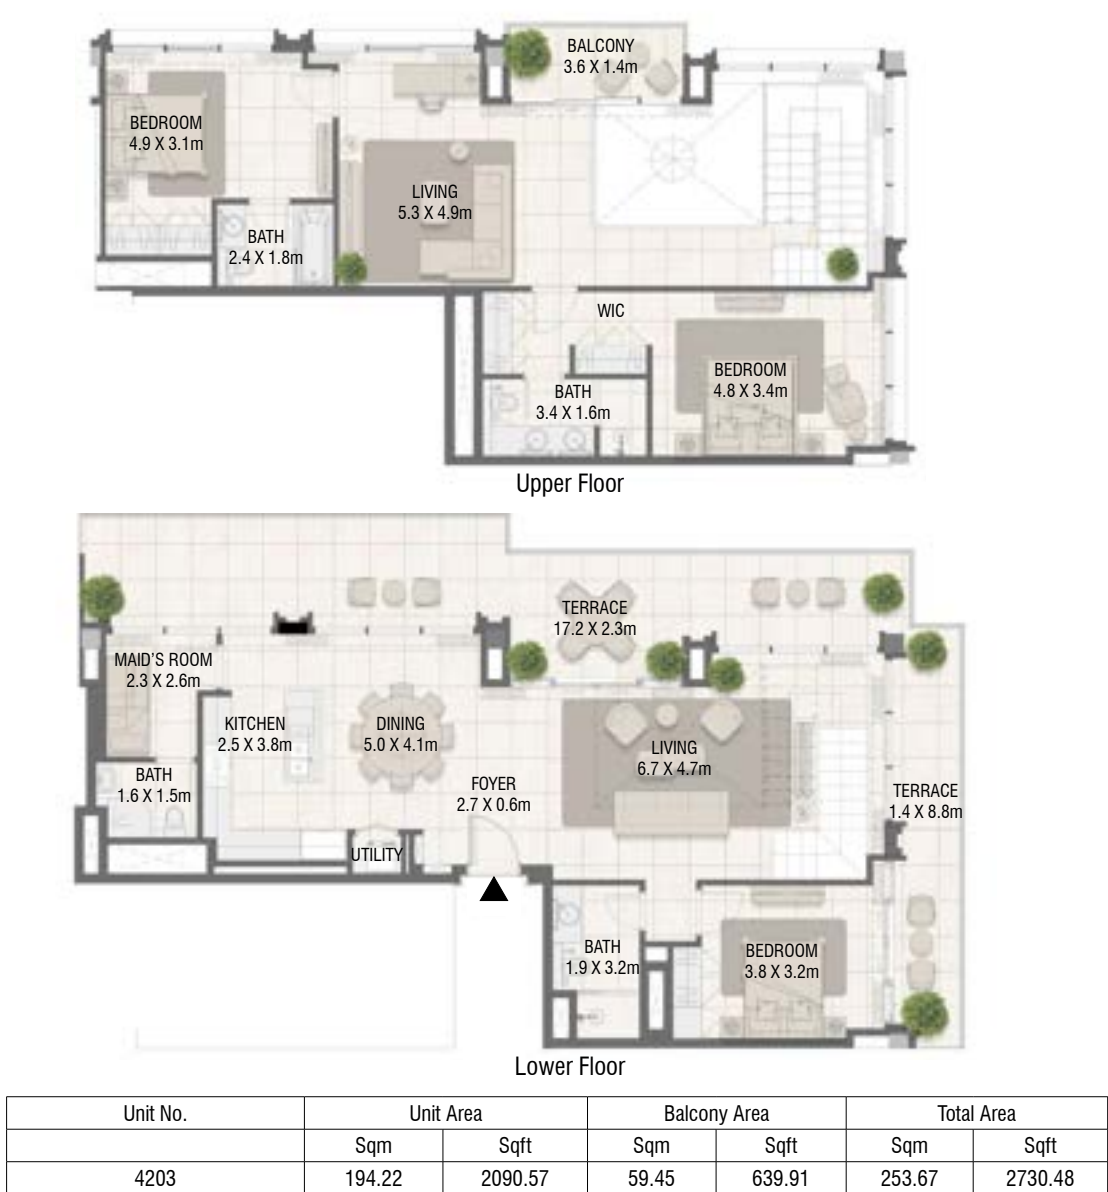 BALCONY
3.6 X 1.4m
BEDROOM
4.9 X 3.1m
LIVING
5.3 X 4.9m
BATH
2.4 X 1.8m
WIC
BEDROOM
4.8 X 3.4m
BATH
3.4 X 1.6m
Upper Floor
TERRACE
17.2 X 2.3m
MAID'S ROOM
2.3 X 2.6m
KITCHEN
2.5 X 3.8m
DINING
5.0 X 4.1m
LIVING
6.7 X 4.7m
BATH
1.6 X 1.5m
FOYER
2.7 X 0.6m
TERRACE
1.4 X 8.8m
UTILITY
BATH
1.9 X 3.2m
BEDROOM
3.8 X 3.2m
Lower Floor
Unit No. Unit Area Balcony Area Total Area
Sqm Sqft Sqm Sqft Sqm Sqft
4203 194.22 2090.57 59.45 639.91 253.67 2730.48